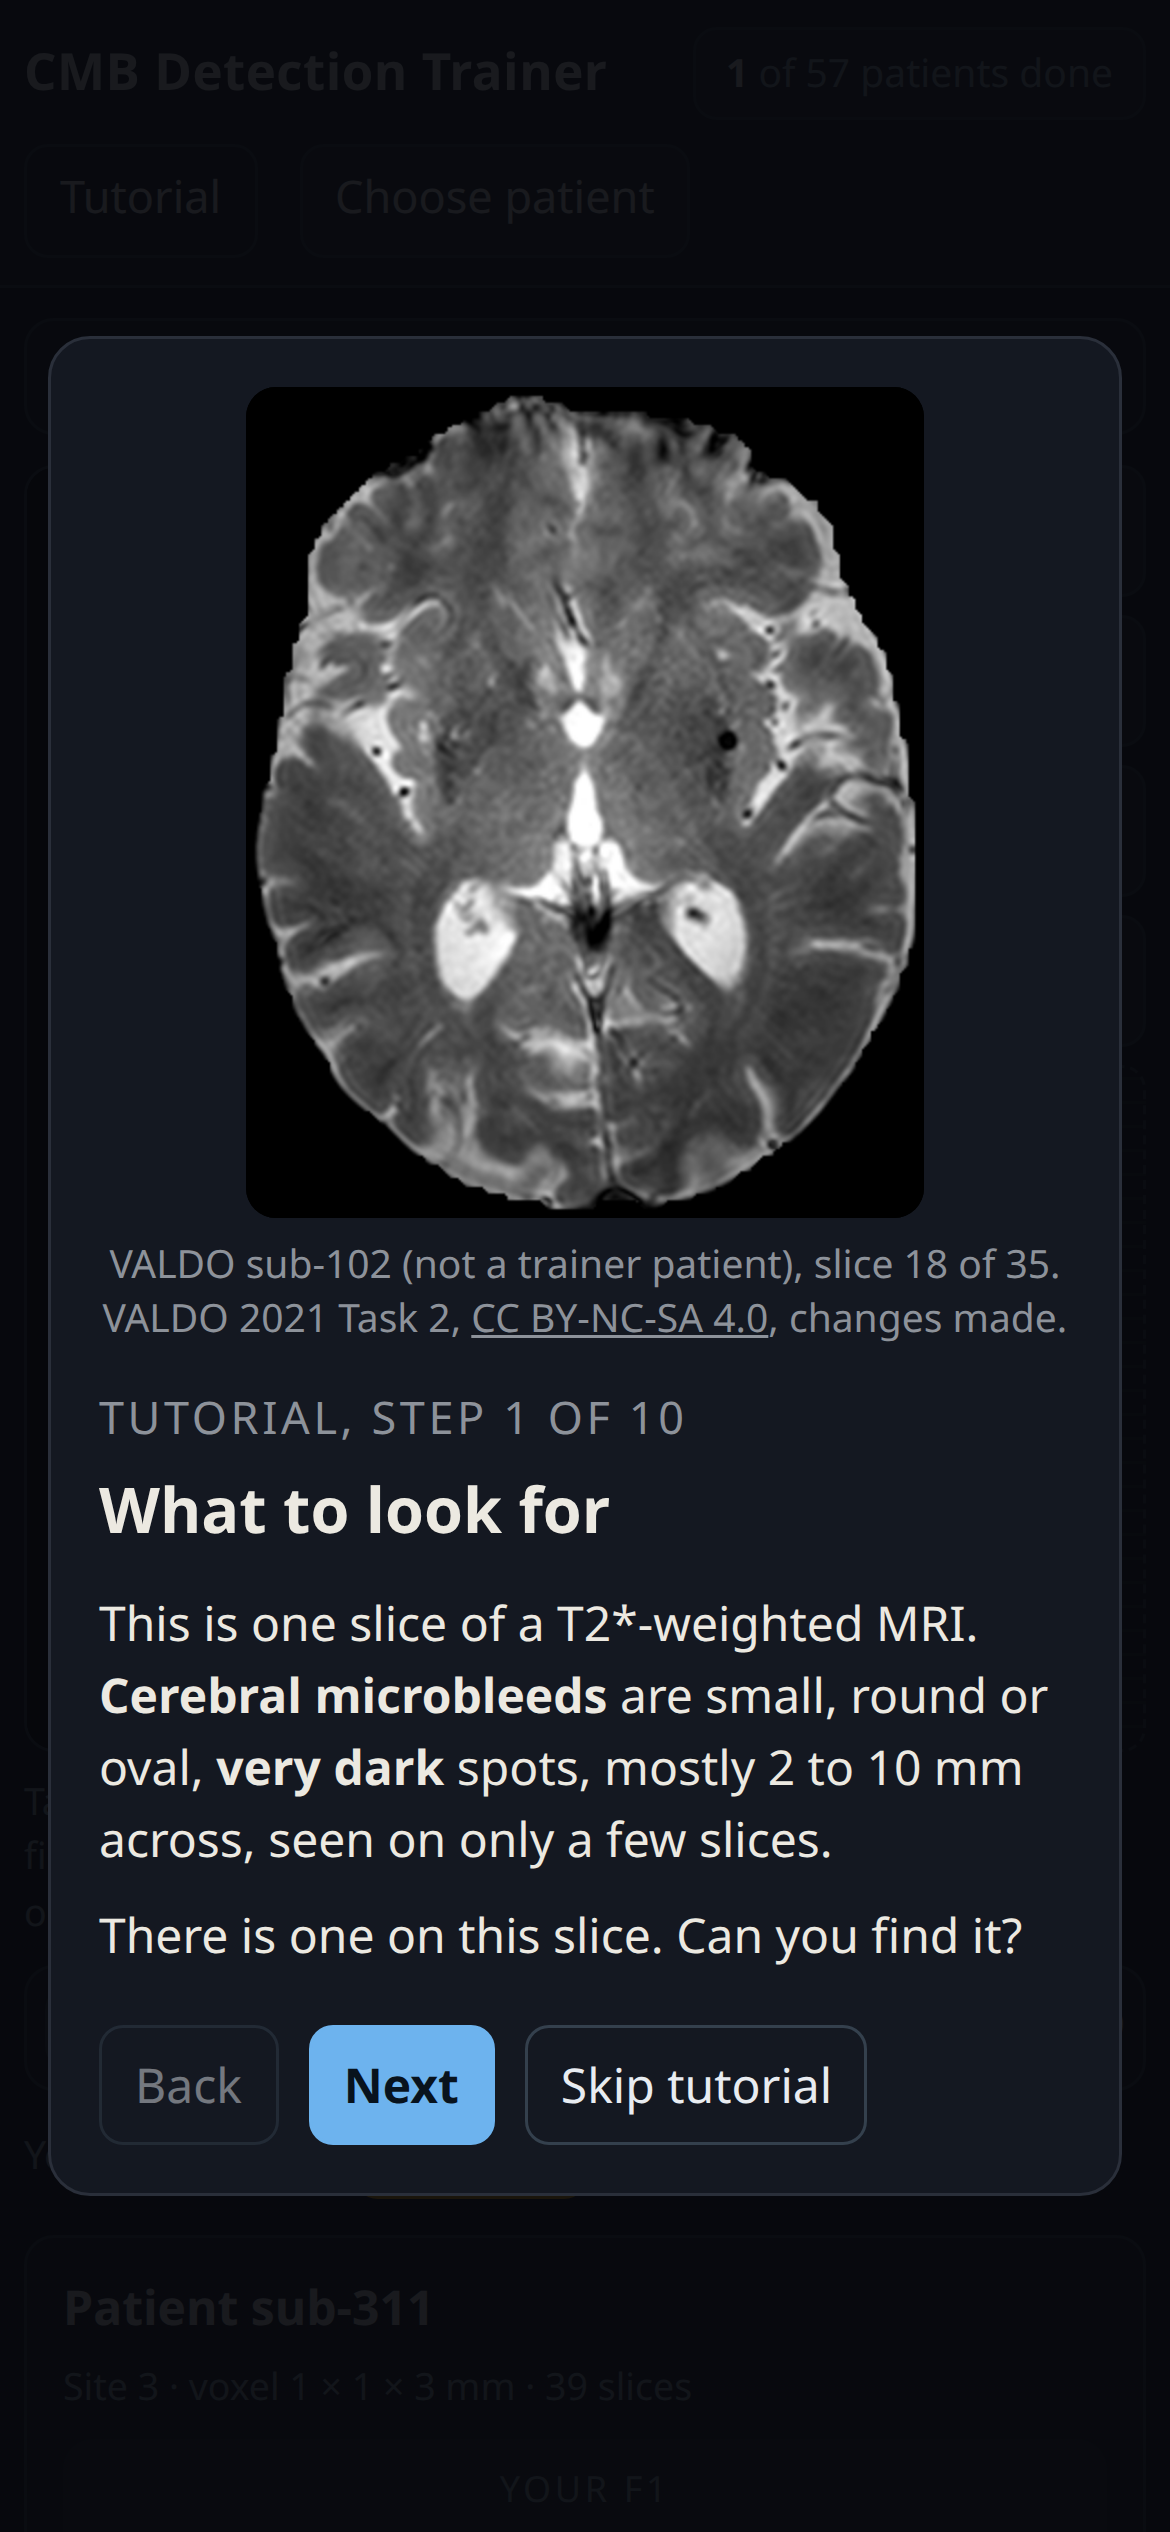 CMB Detection Trainer
1 of 57 patients done
Tutorial
Choose patient
VALDO sub-102 (not a trainer patient), slice 18 of 35.
VALDO 2021 Task 2, CC BY-NC-SA 4.0, changes made.
TUTORIAL, STEP 1 OF 10
What to look for
This is one slice of a T2*-weighted MRI.
Cerebral microbleeds are small, round or
oval, very dark spots, mostly 2 to 10 mm
across, seen on only a few slices.
There is one on this slice. Can you find it?
Back
Next
Skip tutorial
Patient sub-311
Site 3 · voxel 1 × 1 × 3 mm · 39 slices
YOUR F1